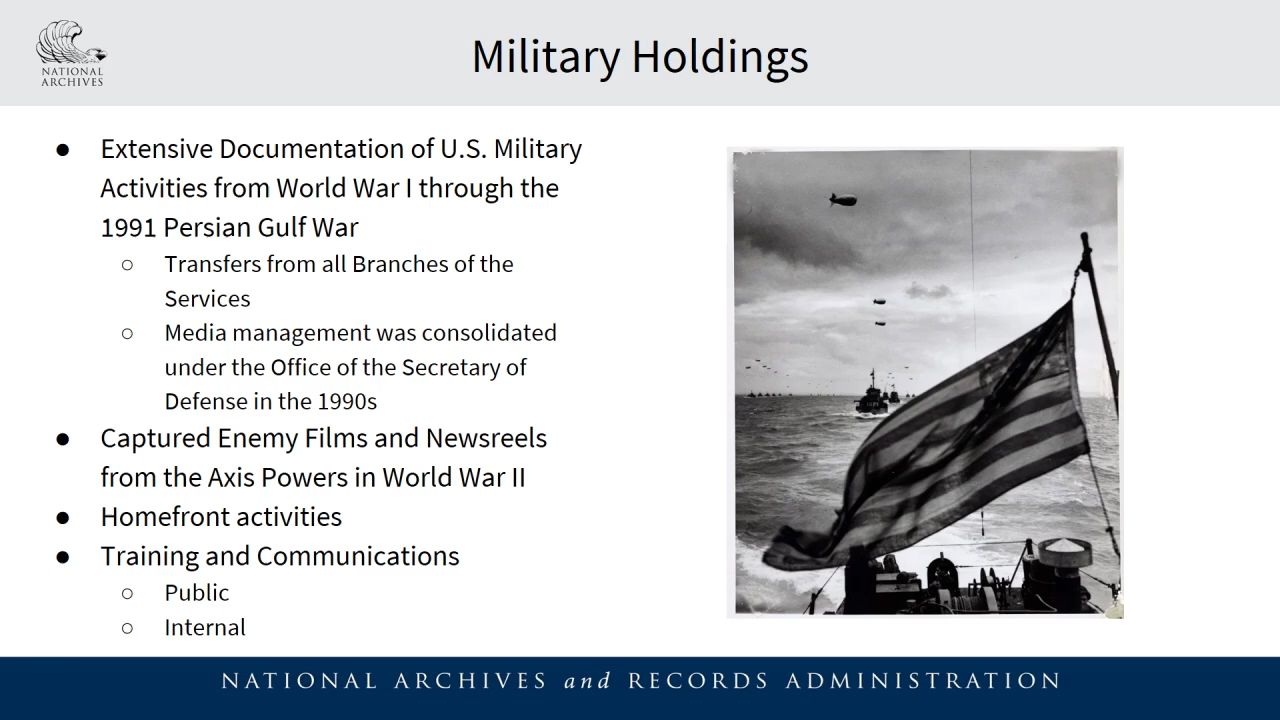 NATIONAL
ARCHIVES
Military Holdings
● Extensive Documentation of U.S. Military
Activities from World War I through the
1991 Persian Gulf War
○ Transfers from all Branches of the
Services
○ Media management was consolidated
under the Office of the Secretary of
Defense in the 1990s
● Captured Enemy Films and Newsreels
from the Axis Powers in World War II
● Homefront activities
● Training and Communications
○ Public
○ Internal
NATIONAL ARCHIVES and RECORDS ADMINISTRATION